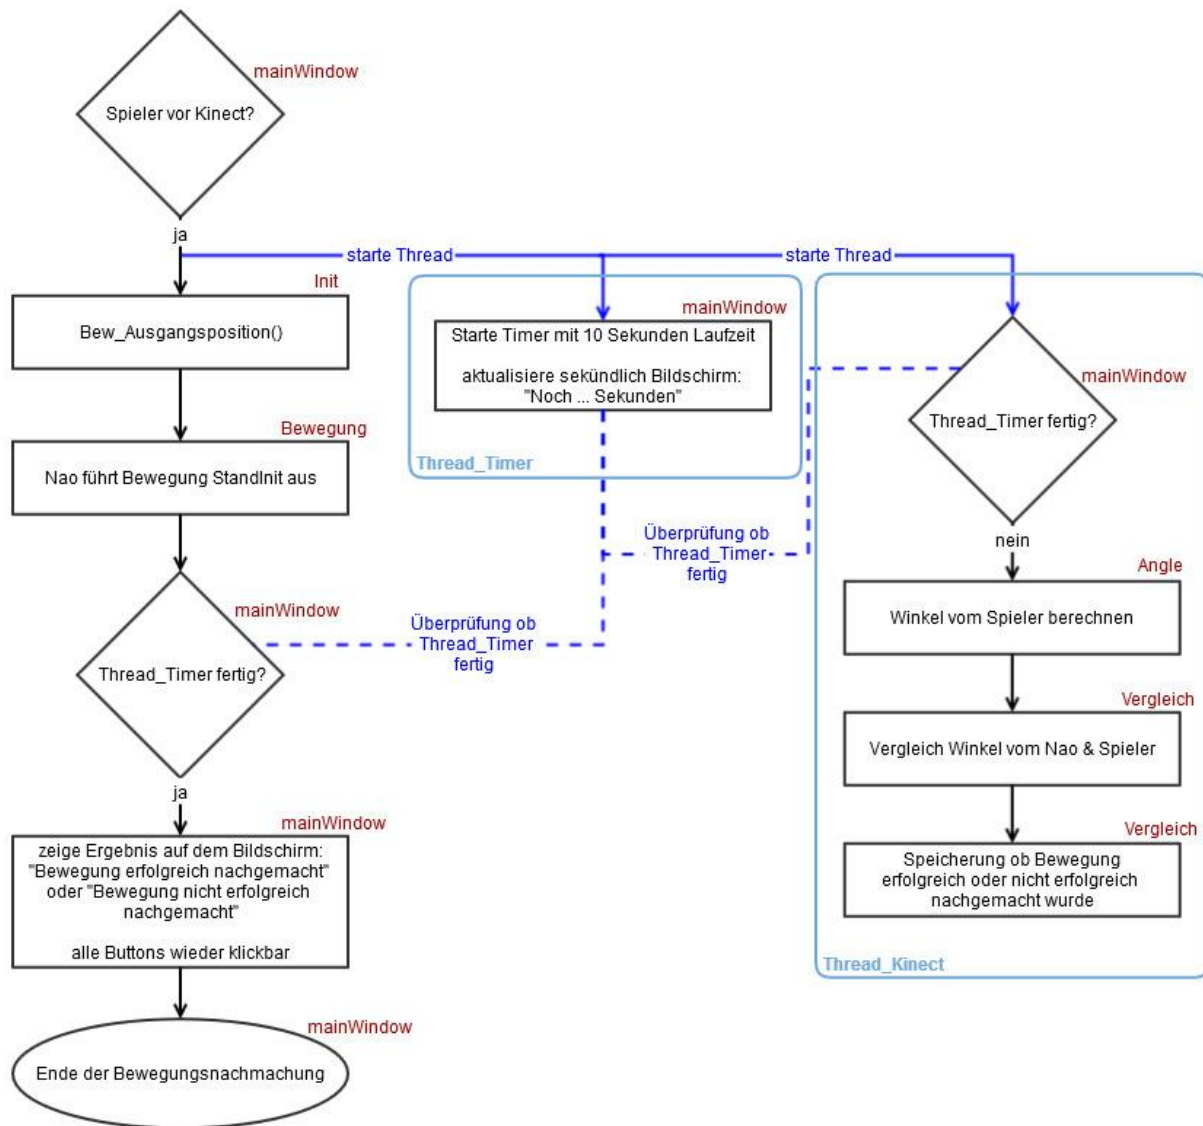 mainWindow
Spieler vor Kinect?
ja
starte Thread
starte Thread
Init
Bew_Ausgangsposition()
Bewegung
Nao führt Bewegung StandInit aus
mainWindow
Thread_Timer fertig?
ja
mainWindow
zeige Ergebnis auf dem Bildschirm:
"Bewegung erfolgreich nachgemacht"
oder "Bewegung nicht erfolgreich
nachgemacht"
alle Buttons wieder klickbar
mainWindow
Ende der Bewegungsnachmachung
mainWindow
Starte Timer mit 10 Sekunden Laufzeit
aktualisiere sekündlich Bildschirm:
"Noch ... Sekunden"
Thread_Timer
Überprüfung ob
Thread_Timer
fertig
Überprüfung ob
Thread_Timer
fertig
mainWindow
Thread_Timer fertig?
nein
Angle
Winkel vom Spieler berechnen
Vergleich
Vergleich Winkel vom Nao & Spieler
Vergleich
Speicherung ob Bewegung
erfolgreich oder nicht erfolgreich
nachgemacht wurde
Thread_Kinect